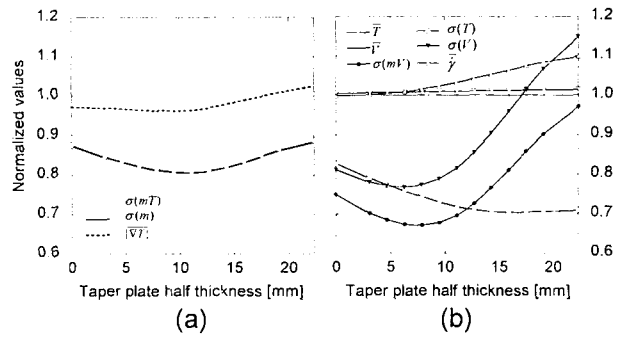 Normalized values
1.2
1.1
1.0
0.9
0.8
0.7
0.6
σ(mT)
σ(m)
|∇T|
0 5 10 15 20
Taper plate half thickness [mm]
(a)
T̅
V̅
σ(mV)
σ(T)
σ(V)
γ̇
1.2
1.1
1.0
0.9
0.8
0.7
0.6
0 5 10 15 20
Taper plate half thickness [mm]
(b)